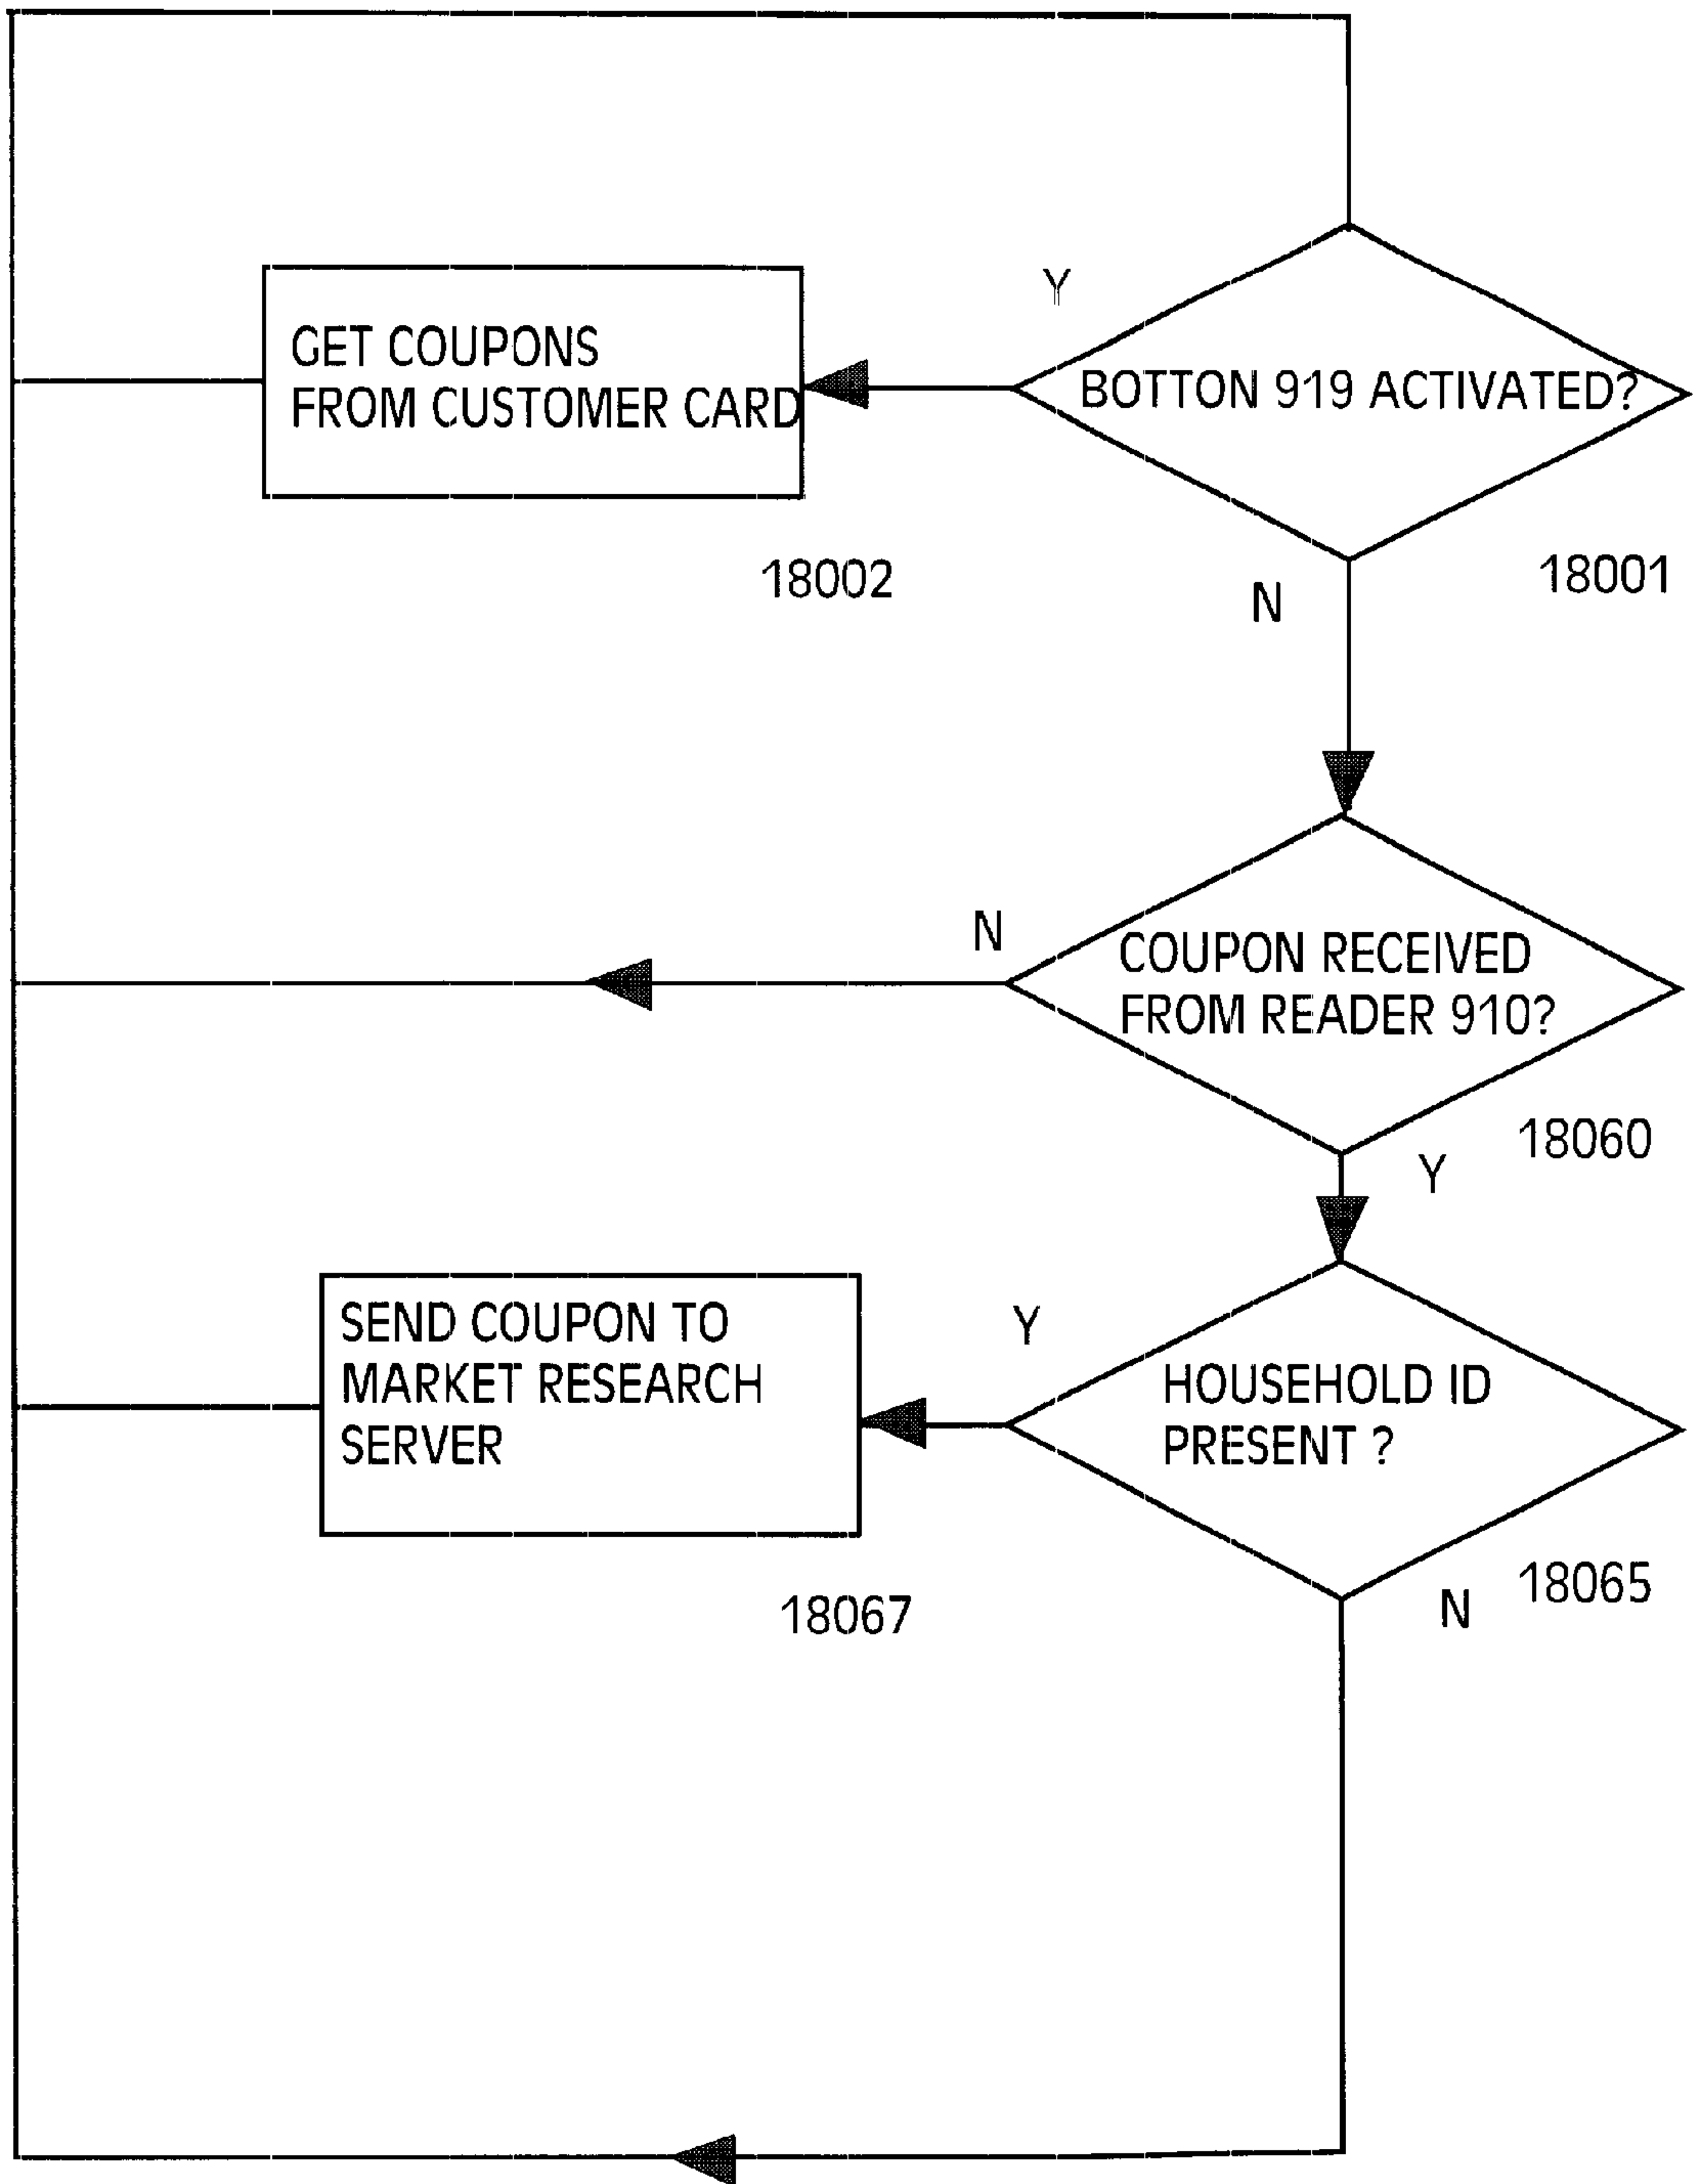 Y
GET COUPONS
FROM CUSTOMER CARD
BOTTON 919 ACTIVATED?
18002
18001
N
N
COUPON RECEIVED
FROM READER 910?
18060
Y
SEND COUPON TO
MARKET RESEARCH
SERVER
Y
HOUSEHOLD ID
PRESENT ?
18067
N
18065